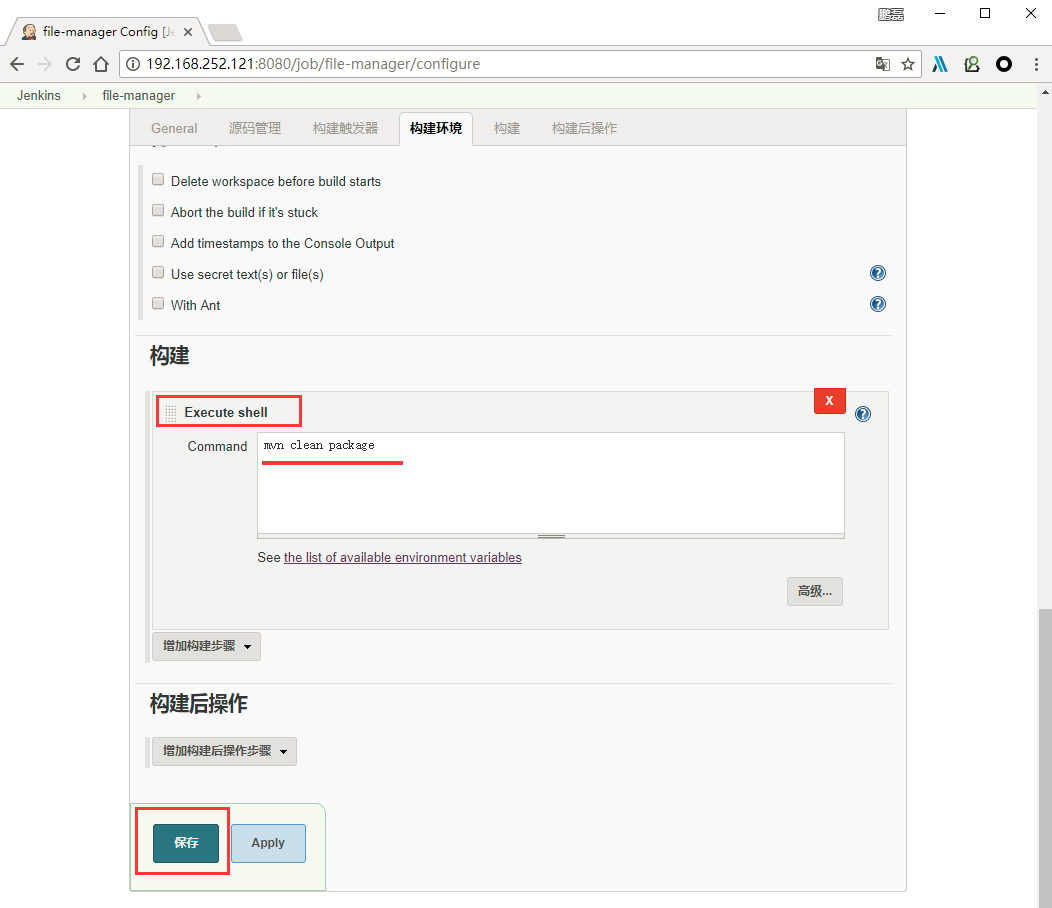 鹏磊
file-manager Config [Je
192.168.252.121:8080/job/file-manager/configure
Jenkins file-manager
General 源码管理 构建触发器 构建环境 构建 构建后操作
Delete workspace before build starts
Abort the build if it's stuck
Add timestamps to the Console Output
Use secret text(s) or file(s)
With Ant
构建
Execute shell
X
Command
mvn clean package
See the list of available environment variables
高级...
增加构建步骤
构建后操作
增加构建后操作步骤
保存 Apply